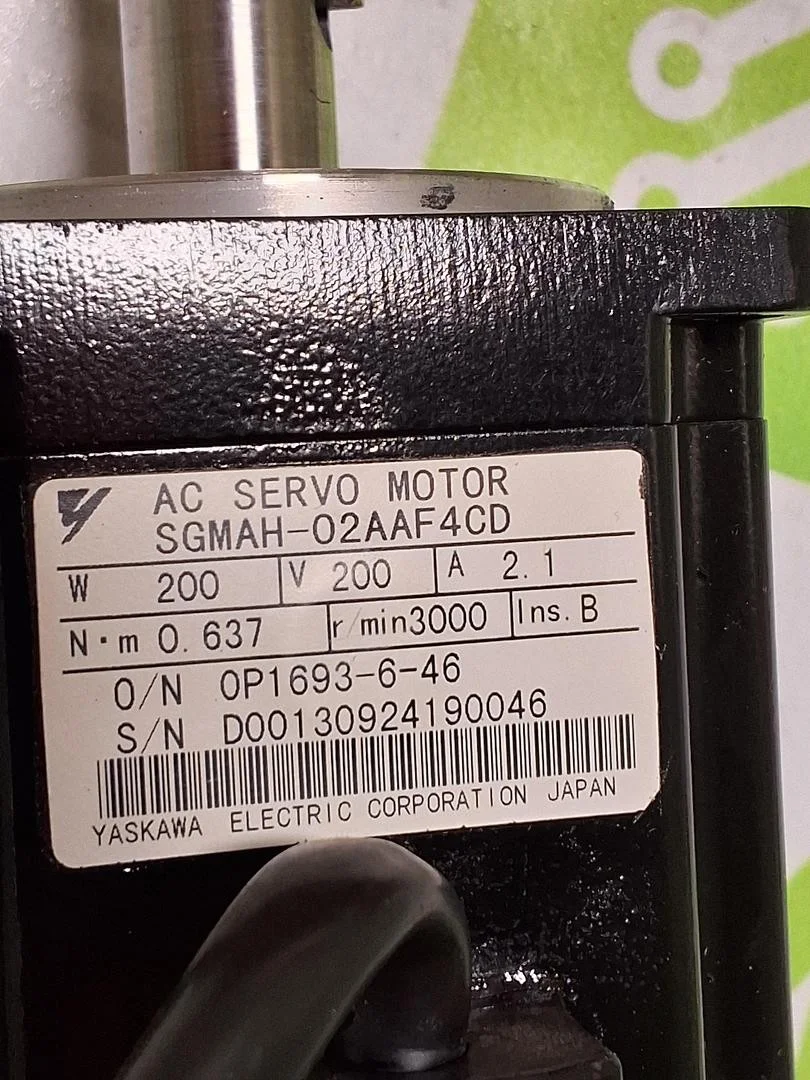 AC SERVO MOTOR
SGMAH-02AAF4CD
W 200 V 200 A 2.1
N·m 0.637 r/min3000 Ins.B
O/N 0P1693-6-46
S/N D00130924190046
YASKAWA ELECTRIC CORPORATION JAPAN